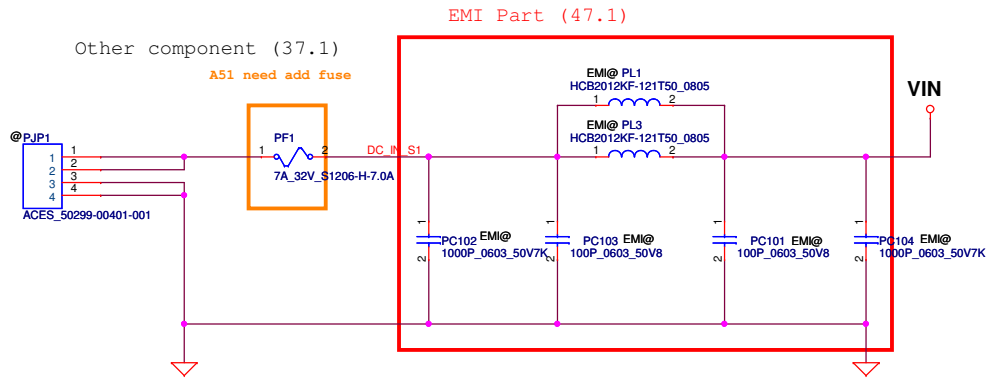 EMI Part (47.1)
Other component (37.1)
A51 need add fuse
EMI@ PL1
HCB2012KF-121T50_0805
1 2
VIN
EMI@ PL3
HCB2012KF-121T50_0805
1 2
@PJP1
1 1
2 2
3 3
4 4
ACES_50299-00401-001
PF1
1 2
7A_32V_S1206-H-7.0A
DC_IN_S1
1
2
PC102 EMI@
1000P_0603_50V7K
1
2
PC103 EMI@
100P_0603_50V8
1
2
PC101 EMI@
100P_0603_50V8
1
2
PC104 EMI@
1000P_0603_50V7K